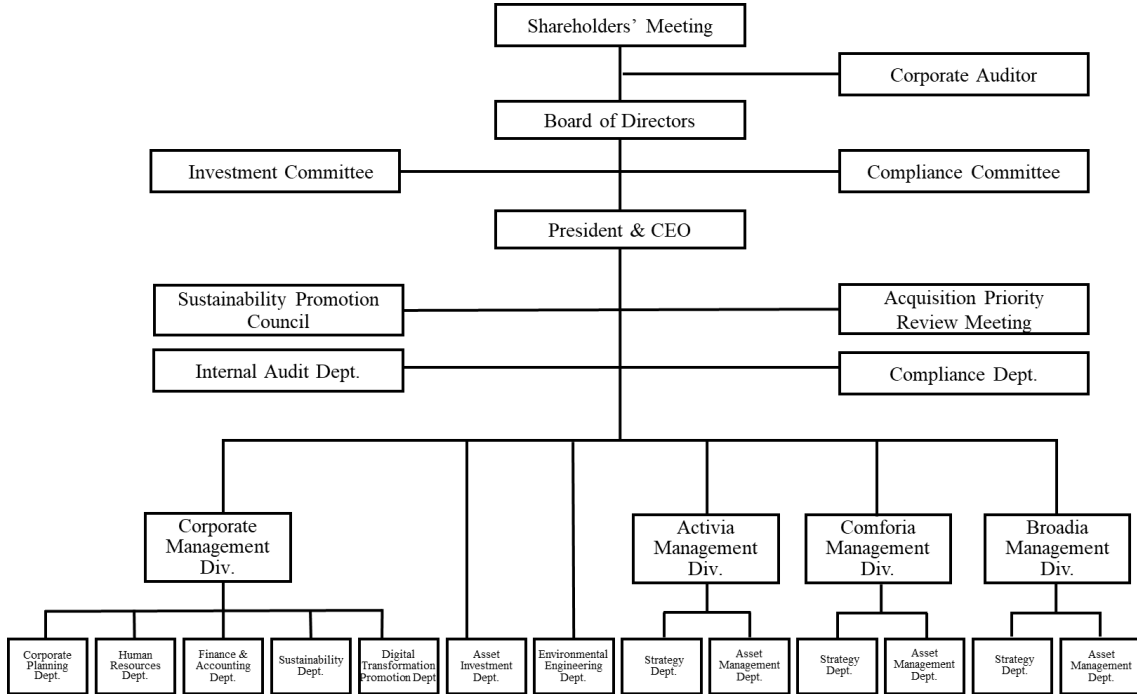 Shareholders’ Meeting
Corporate Auditor
Board of Directors
Investment Committee
Compliance Committee
President & CEO
Sustainability Promotion
Council
Acquisition Priority
Review Meeting
Internal Audit Dept.
Compliance Dept.
Corporate
Management
Div.
Activia
Management
Div.
Comforia
Management
Div.
Broadia
Management
Div.
Corporate
Planning
Dept.
Human
Resources
Dept.
Finance &
Accounting
Dept.
Sustainability
Dept.
Digital
Transformation
Promotion Dept
Asset
Investment
Dept.
Environmental
Engineering
Dept.
Strategy
Dept.
Asset
Management
Dept.
Strategy
Dept.
Asset
Management
Dept.
Strategy
Dept.
Asset
Management
Dept.